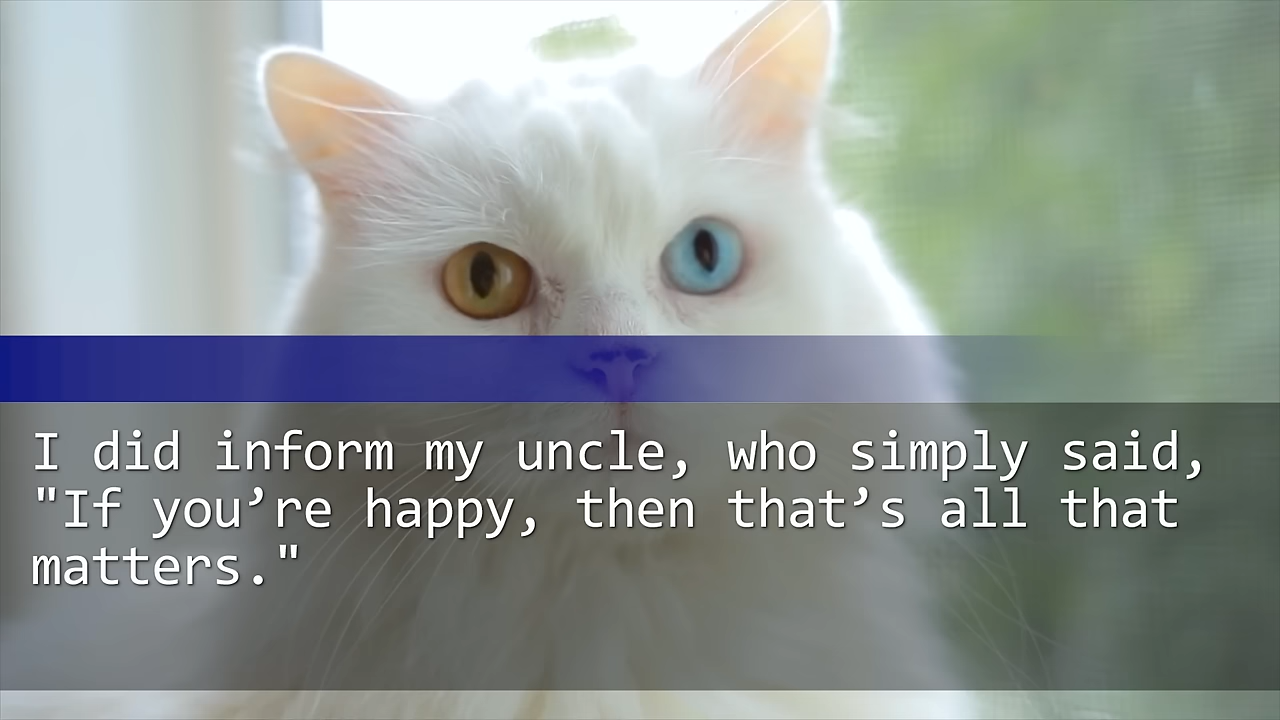 I did inform my uncle, who simply said,
"If you’re happy, then that’s all that
matters."